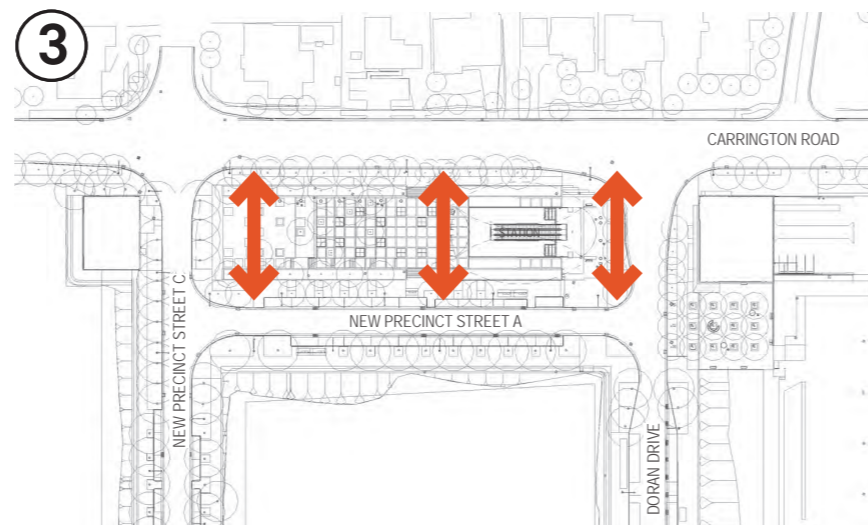 3
CARRINGTON ROAD
STATION
NEW PRECINCT STREET A
NEW PRECINCT STREET C
DORAN DRIVE